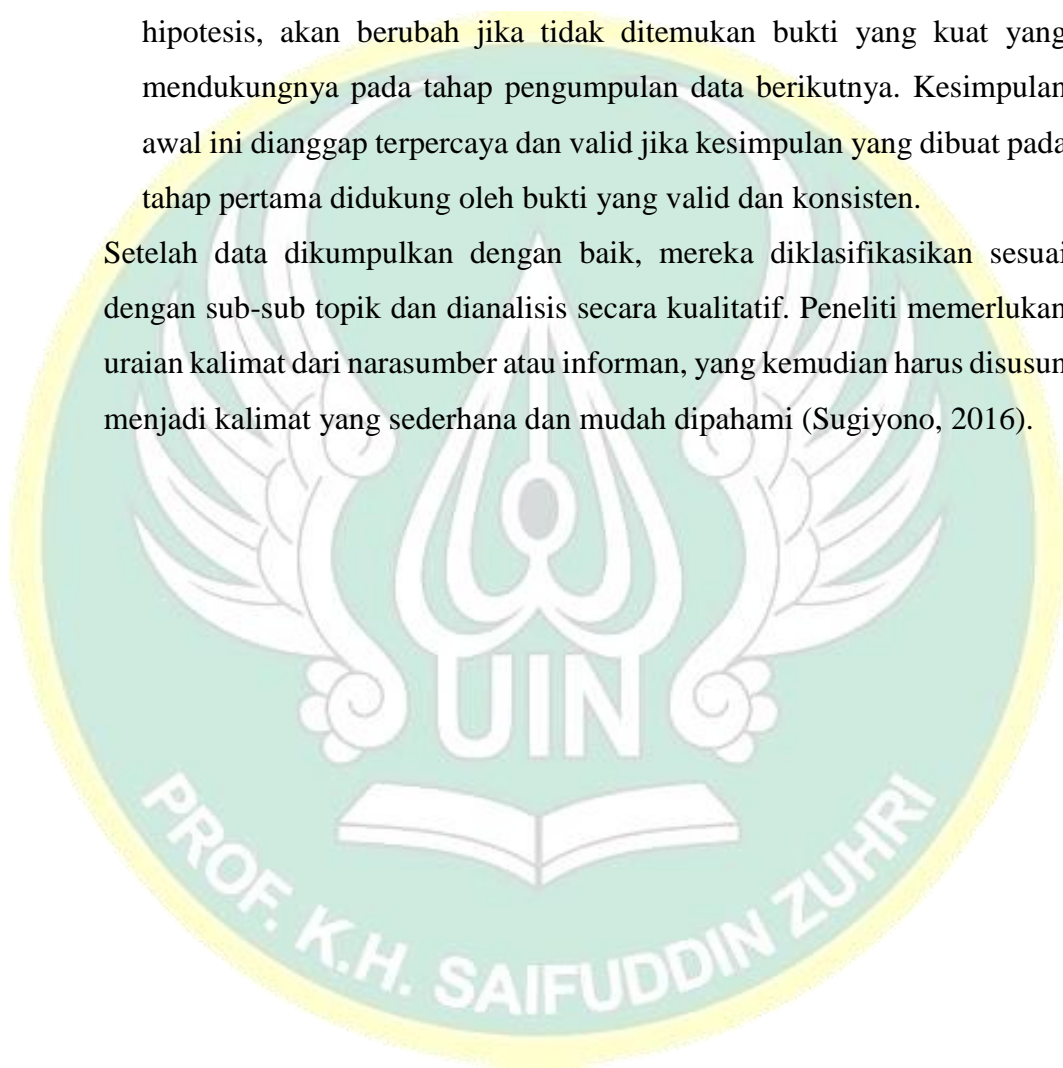 hipotesis, akan berubah jika tidak ditemukan bukti yang kuat yang
mendukungnya pada tahap pengumpulan data berikutnya. Kesimpulan
awal ini dianggap terpercaya dan valid jika kesimpulan yang dibuat pada
tahap pertama didukung oleh bukti yang valid dan konsisten.
Setelah data dikumpulkan dengan baik, mereka diklasifikasikan sesuai
dengan sub-sub topik dan dianalisis secara kualitatif. Peneliti memerlukan
uraian kalimat dari narasumber atau informan, yang kemudian harus disusun
menjadi kalimat yang sederhana dan mudah dipahami (Sugiyono, 2016).
UIN
PROF. K.H. SAIFUDDIN ZUHRI